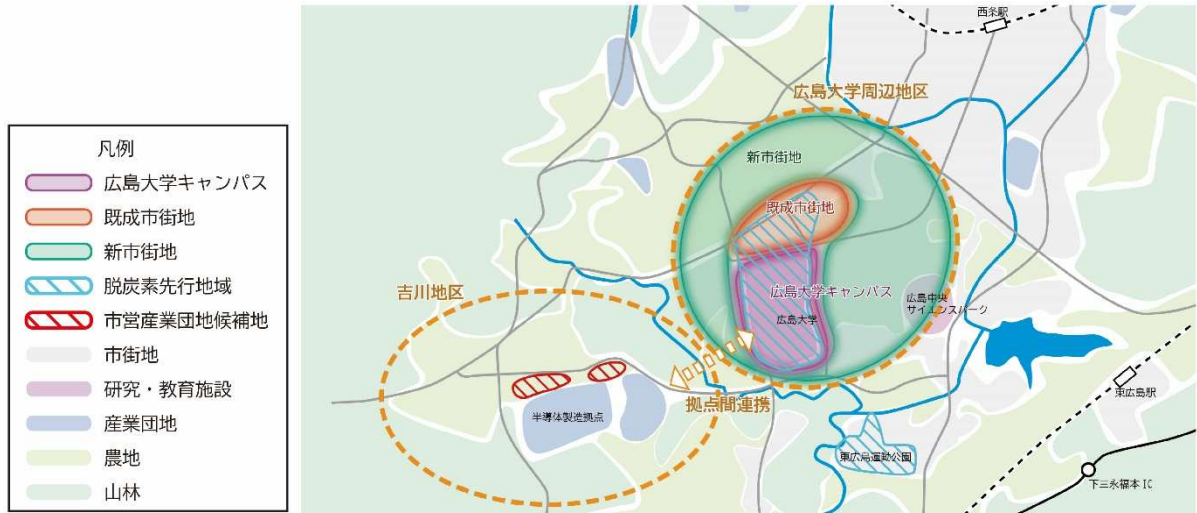 凡例
広島大学キャンパス
既成市街地
新市街地
脱炭素先行地域
市営産業団地候補地
市街地
研究・教育施設
産業団地
農地
山林
西条駅
広島大学周辺地区
新市街地
既成市街地
広島大学キャンパス
広島大学
広島中央
サイエンスパーク
吉川地区
半導体製造拠点
拠点間連携
東広島運動公園
東広島駅
下三永福本 IC